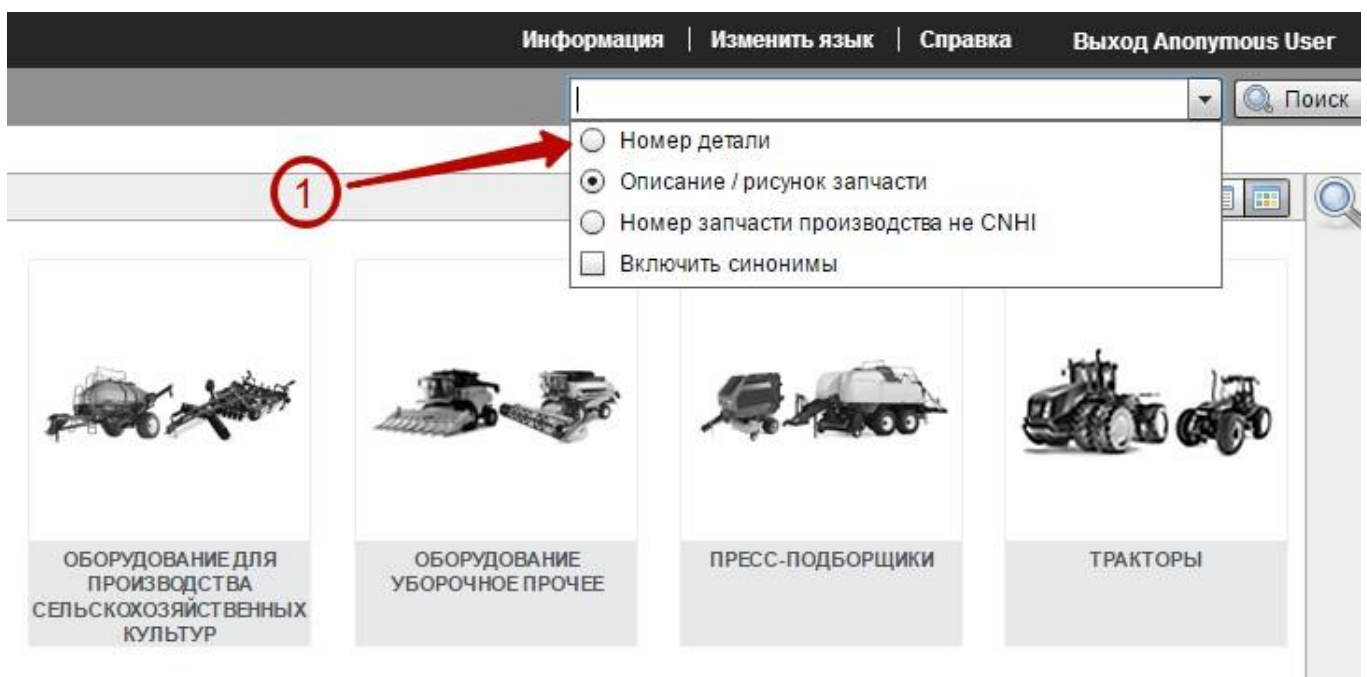 Информация | Изменить язык | Справка Выход Anonymous User
Поиск
Номер детали
1
Описание / рисунок запчасти
Номер запчасти производства не CNHI
Включить синонимы
ОБОРУДОВАНИЕ ДЛЯ
ПРОИЗВОДСТВА
СЕЛЬСКОХОЗЯЙСТВЕННЫХ
КУЛЬТУР
ОБОРУДОВАНИЕ
УБОРОЧНОЕ ПРОЧЕЕ
ПРЕСС-ПОДБОРЩИКИ
ТРАКТОРЫ